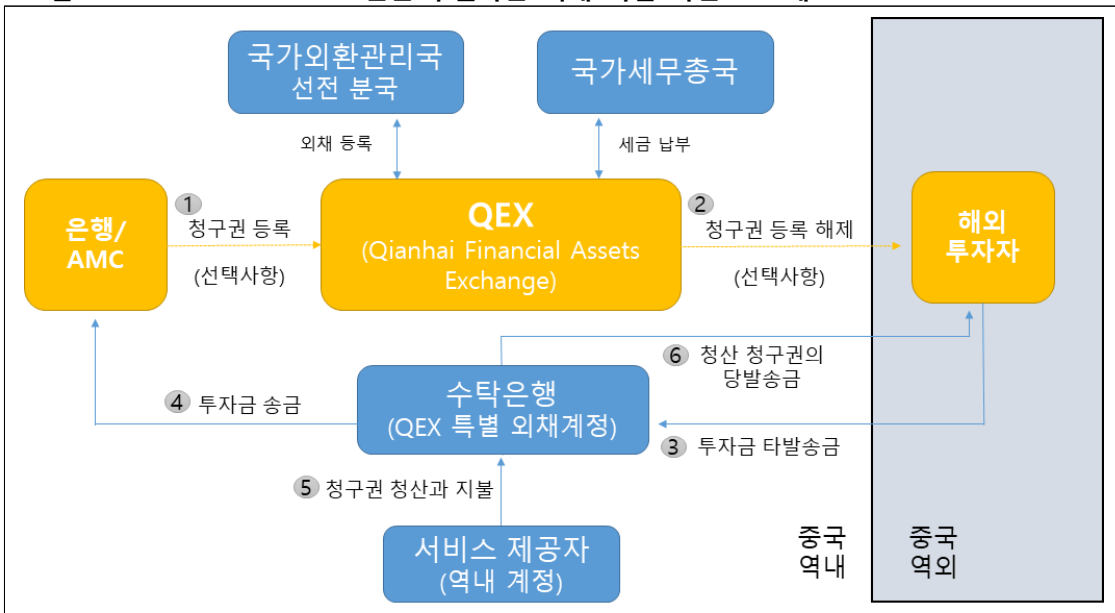 국가외환관리국
선전 분국
국가세무총국
외채 등록
세금 납부
은행/
AMC
1
청구권 등록
(선택사항)
QEX
(Qianhai Financial Assets
Exchange)
2
청구권 등록 해제
(선택사항)
해외
투자자
6 청산 청구권의
당발송금
4 투자금 송금
수탁은행
(QEX 특별 외채계정)
3 투자금 타발송금
5 청구권 청산과 지불
서비스 제공자
(역내 계정)
중국
역내
중국
역외